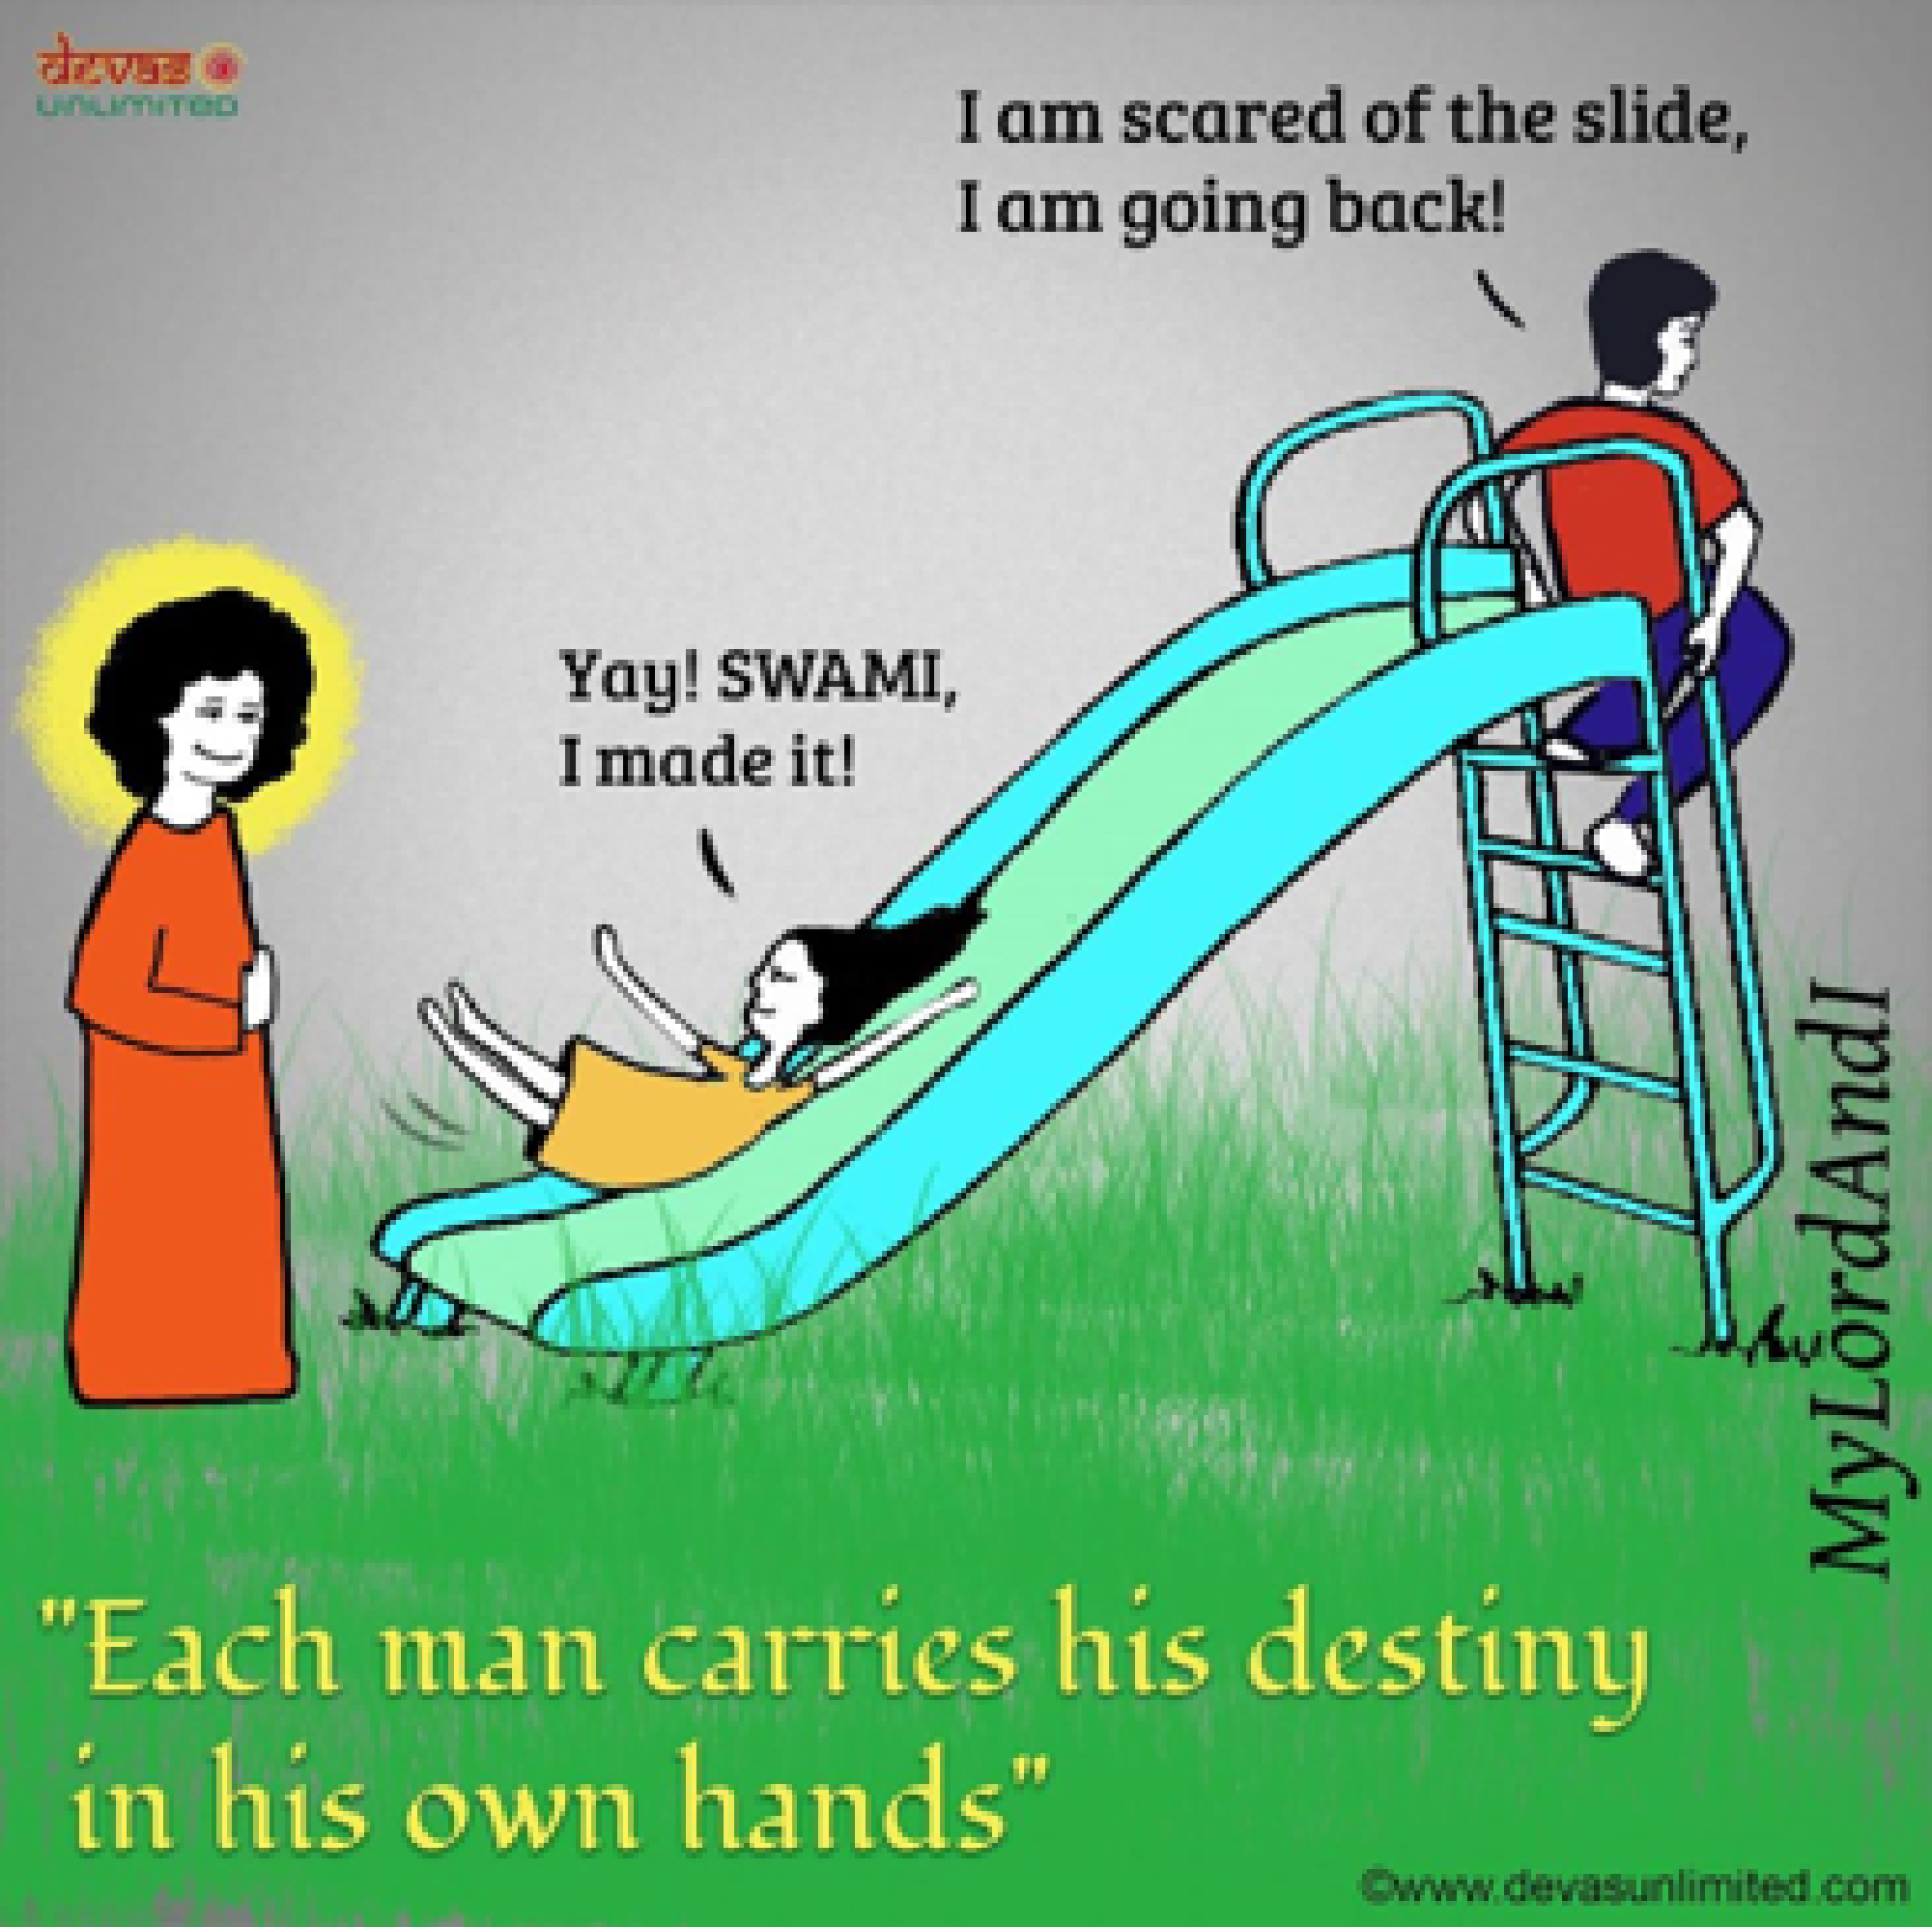 devas
UNLIMITED
I am scared of the slide,
I am going back!
Yay! SWAMI,
I made it!
MyLordAndI
"Each man carries his destiny
in his own hands"
©www.devasunlimited.com